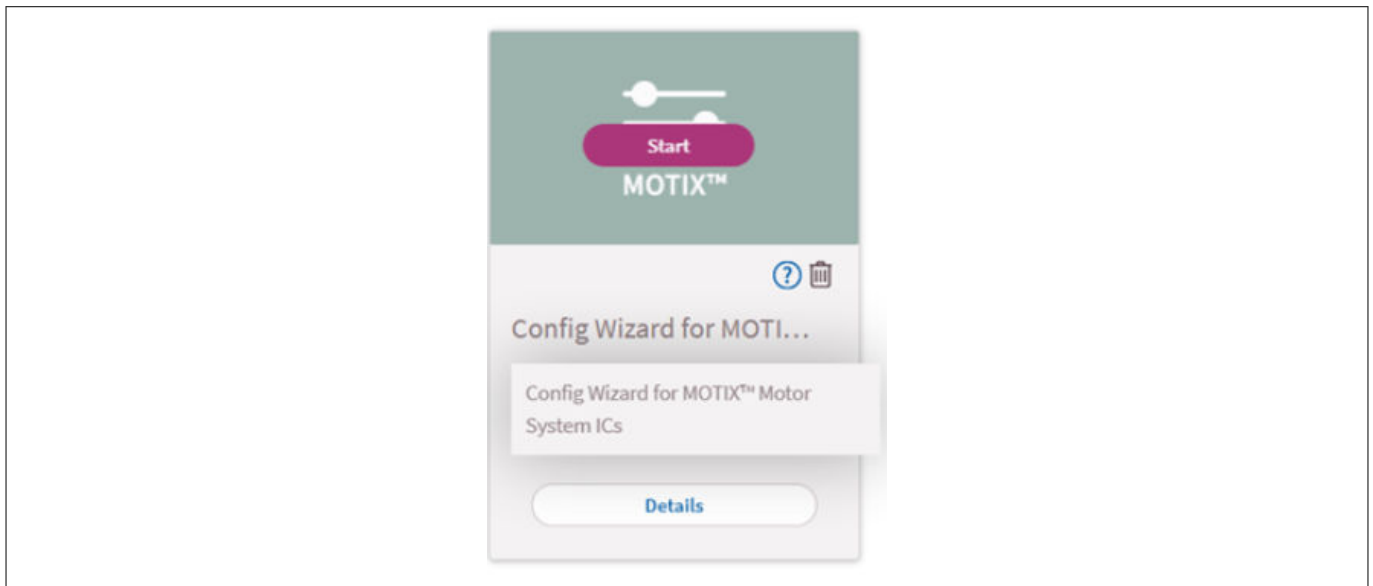 Start
MOTIX™
Config Wizard for MOTI...
Config Wizard for MOTIX™ Motor
System ICs
Details